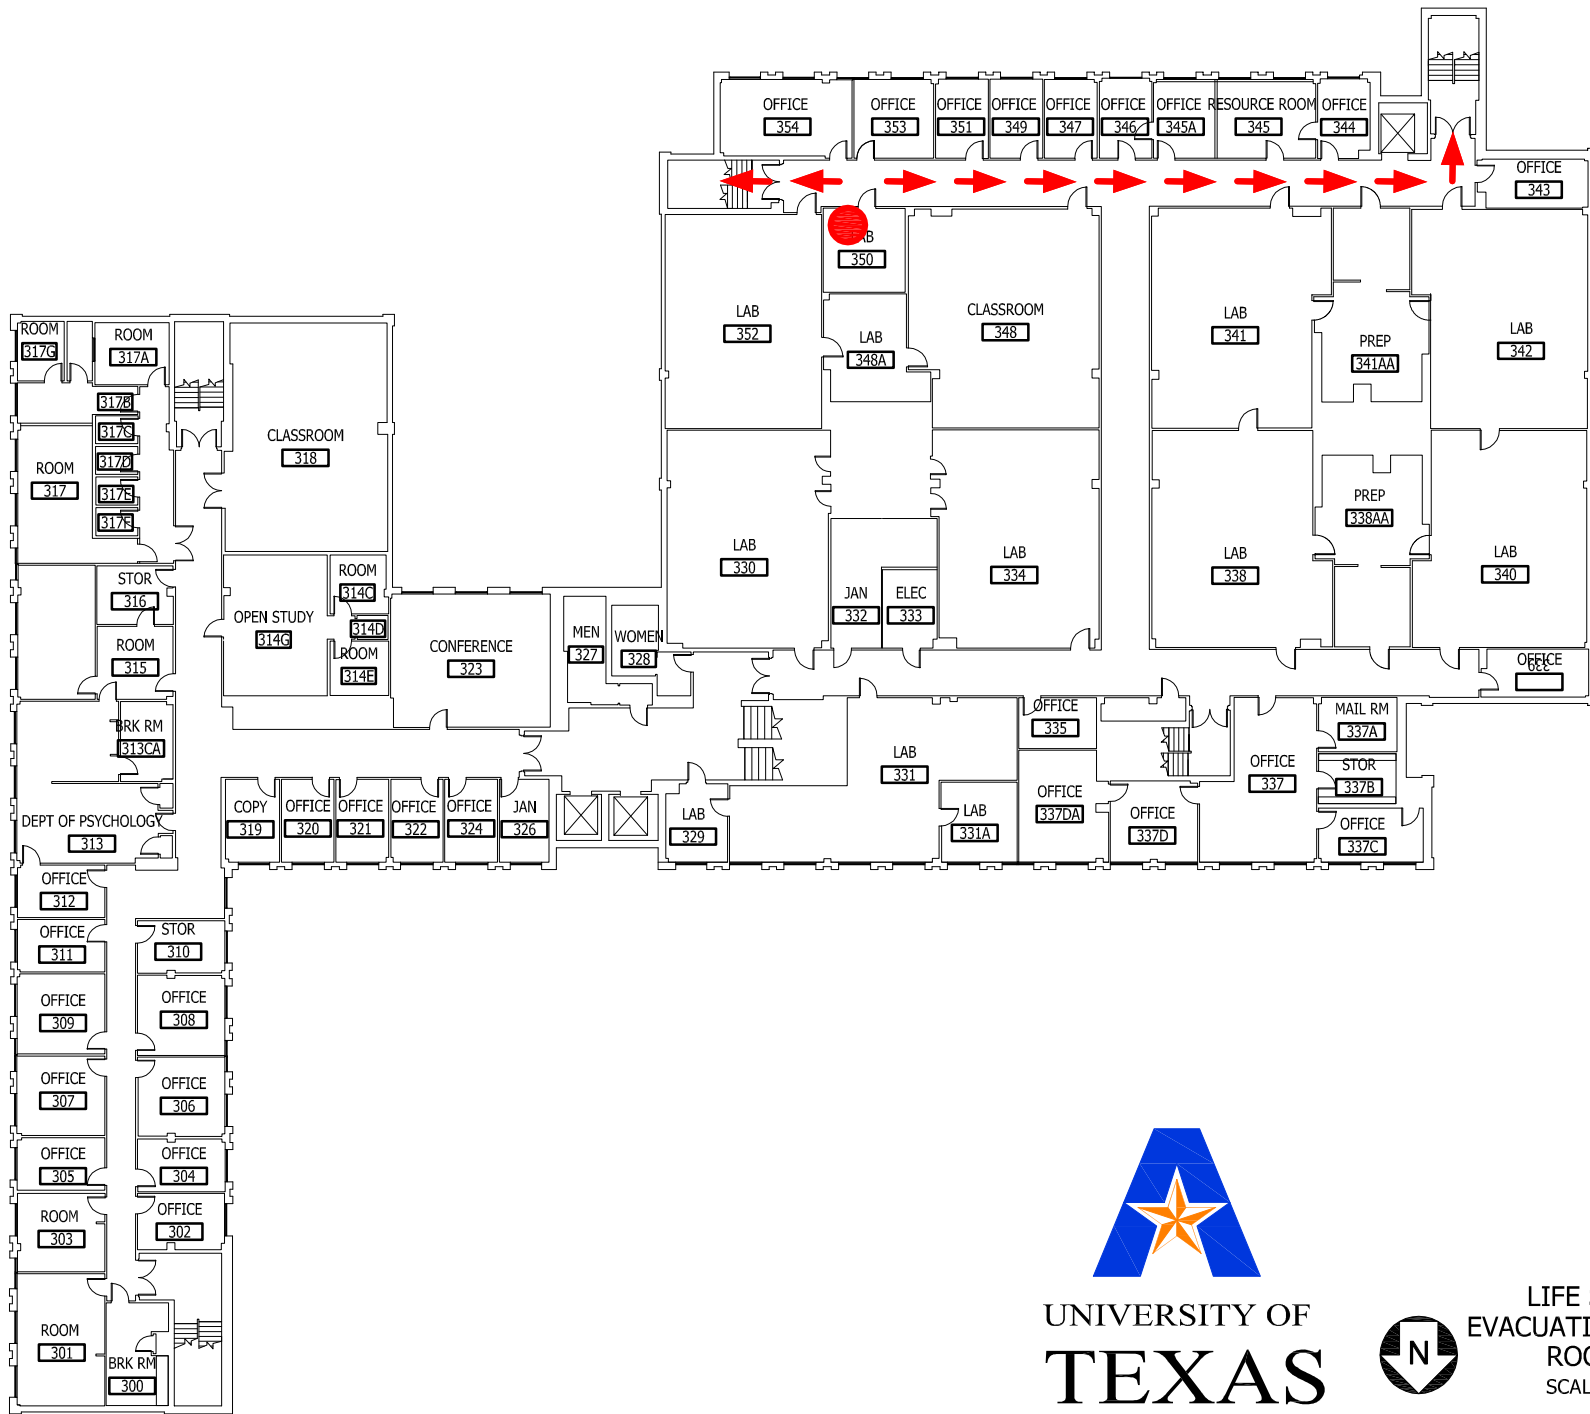 OFFICE
354
OFFICE
353
OFFICE
351
OFFICE
349
OFFICE
347
OFFICE
346
OFFICE
345A
RESOURCE ROOM
345
OFFICE
344
OFFICE
343
350
LAB
352
LAB
348A
CLASSROOM
348
LAB
341
PREP
341AA
LAB
342
ROOM
317G
ROOM
317A
317B
317C
317D
317E
317F
ROOM
317
CLASSROOM
318
LAB
330
LAB
334
PREP
338AA
LAB
338
LAB
340
JAN
332
ELEC
333
STOR
316
ROOM
315
OPEN STUDY
314G
ROOM
314C
314D
ROOM
314E
CONFERENCE
323
MEN
327
WOMEN
328
OFFICE
339
BRK RM
313CA
DEPT OF PSYCHOLOGY
313
COPY
319
OFFICE
320
OFFICE
321
OFFICE
322
OFFICE
324
JAN
326
LAB
329
LAB
331
LAB
331A
OFFICE
335
OFFICE
337DA
OFFICE
337D
OFFICE
337
MAIL RM
337A
STOR
337B
OFFICE
337C
OFFICE
312
OFFICE
311
STOR
310
OFFICE
309
OFFICE
308
OFFICE
307
OFFICE
306
OFFICE
305
OFFICE
304
ROOM
303
OFFICE
302
ROOM
301
BRK RM
300
UNIVERSITY OF
TEXAS
N
LIFE